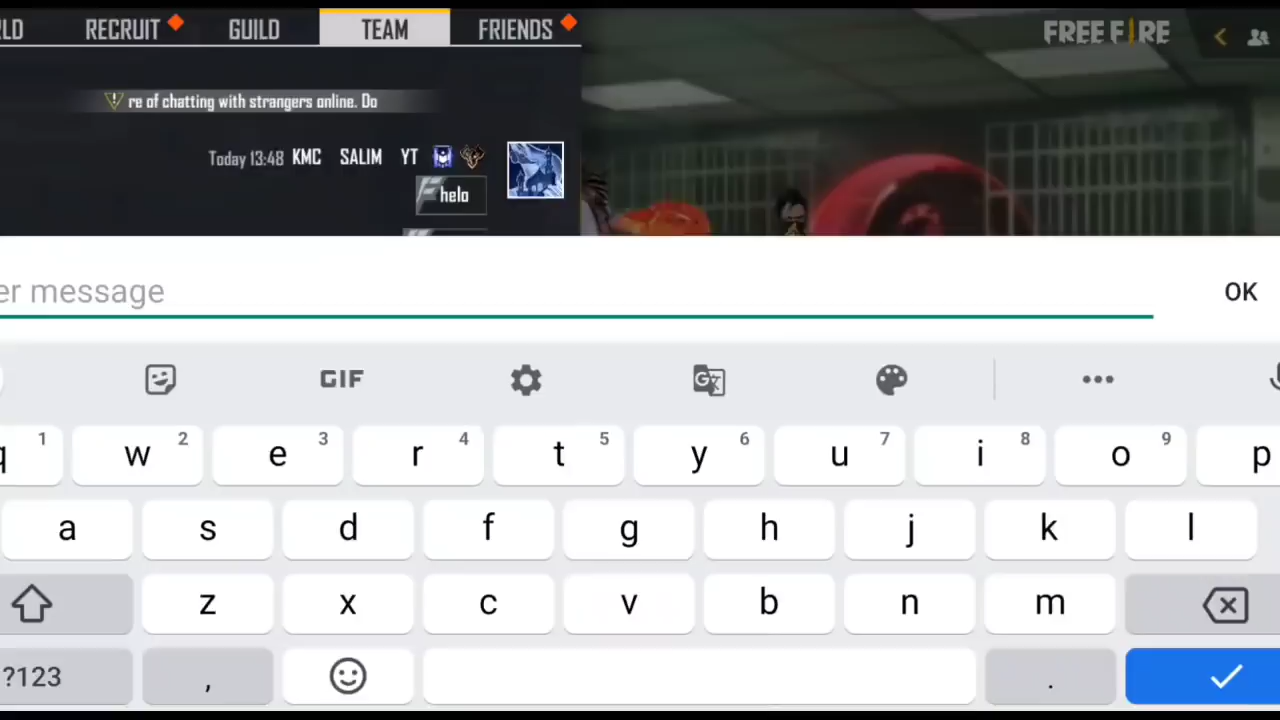 LD RECRUIT GUILD TEAM FRIENDS FREE FIRE
re of chatting with strangers online. Do
Today 13:48 KMC SALIM YT
helo
er message OK
GIF
q 1 w 2 e 3 r 4 t 5 y 6 u 7 i 8 o 9 p
a s d f g h j k l
z x c v b n m
?123 , .